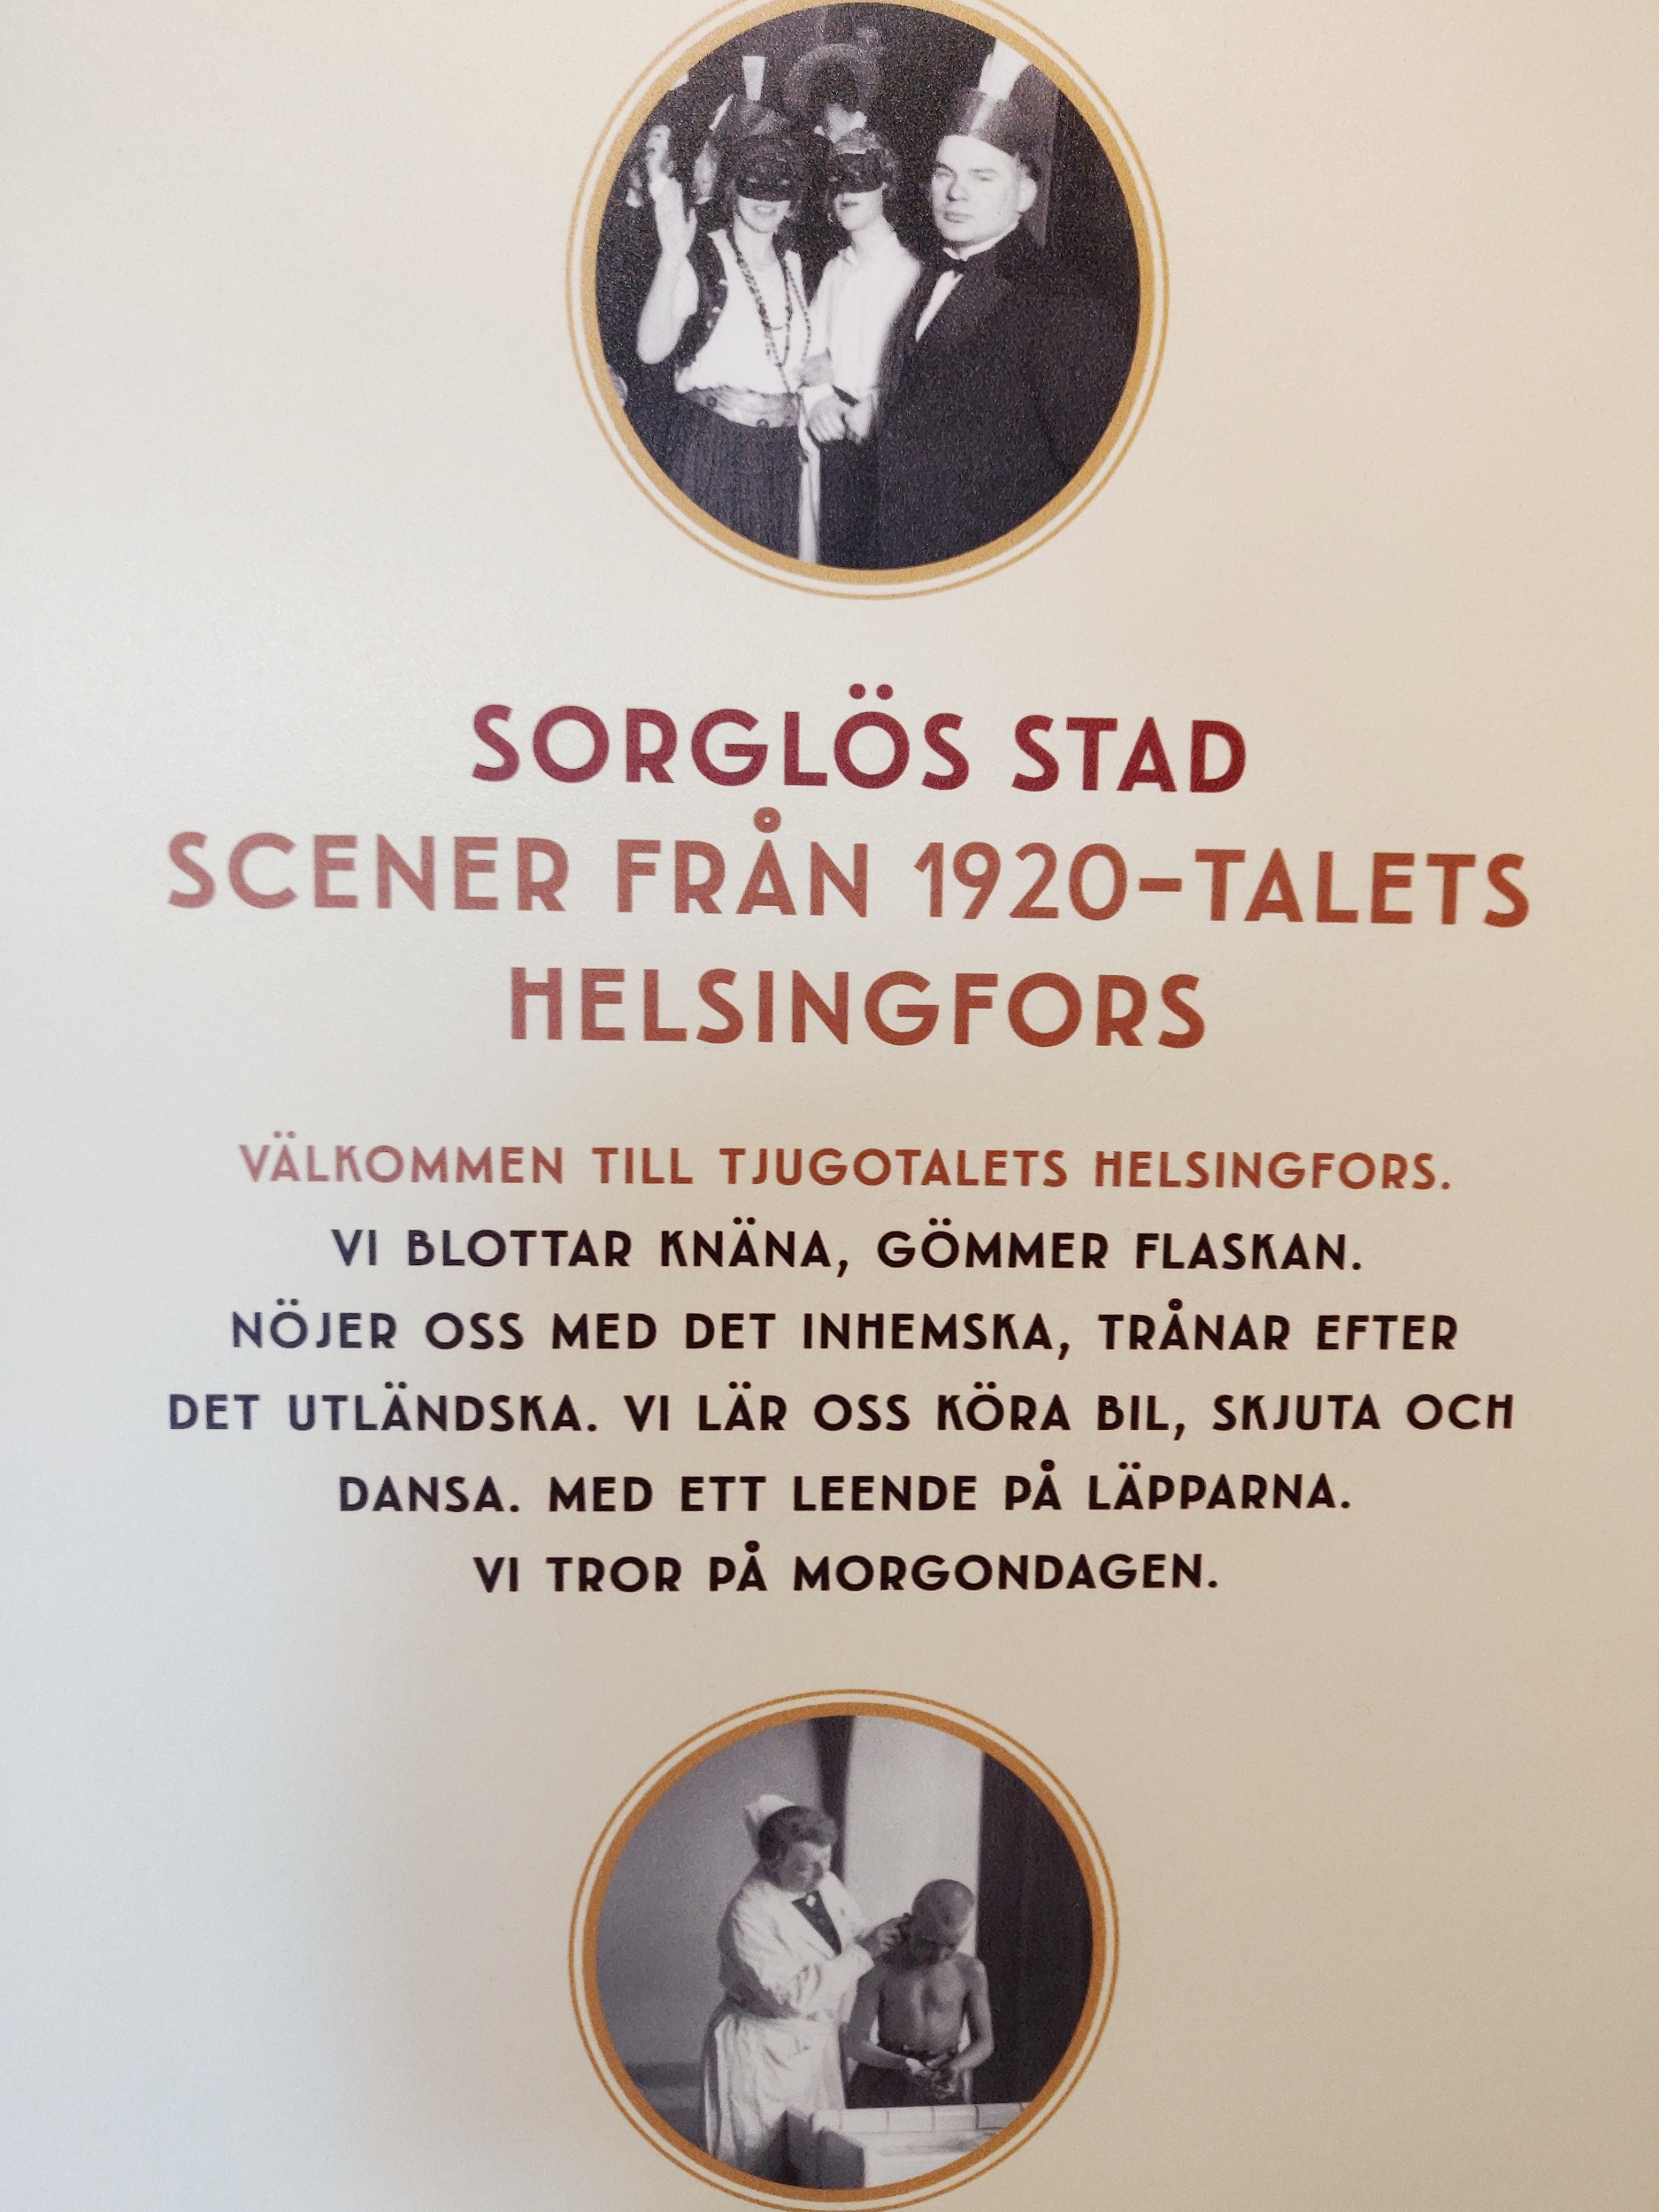 SORGLÖS STAD
SCENER FRÅN 1920-TALETS
HELSINGFORS
VÄLKOMMEN TILL TJUGOTALETS HELSINGFORS.
VI BLOTTAR KNÄNA, GÖMMER FLASKAN.
NÖJER OSS MED DET INHEMSKA, TRÅNAR EFTER
DET UTLÄNDSKA. VI LÄR OSS KÖRA BIL, SKJUTA OCH
DANSA. MED ETT LEENDE PÅ LÄPPARNA.
VI TROR PÅ MORGONDAGEN.